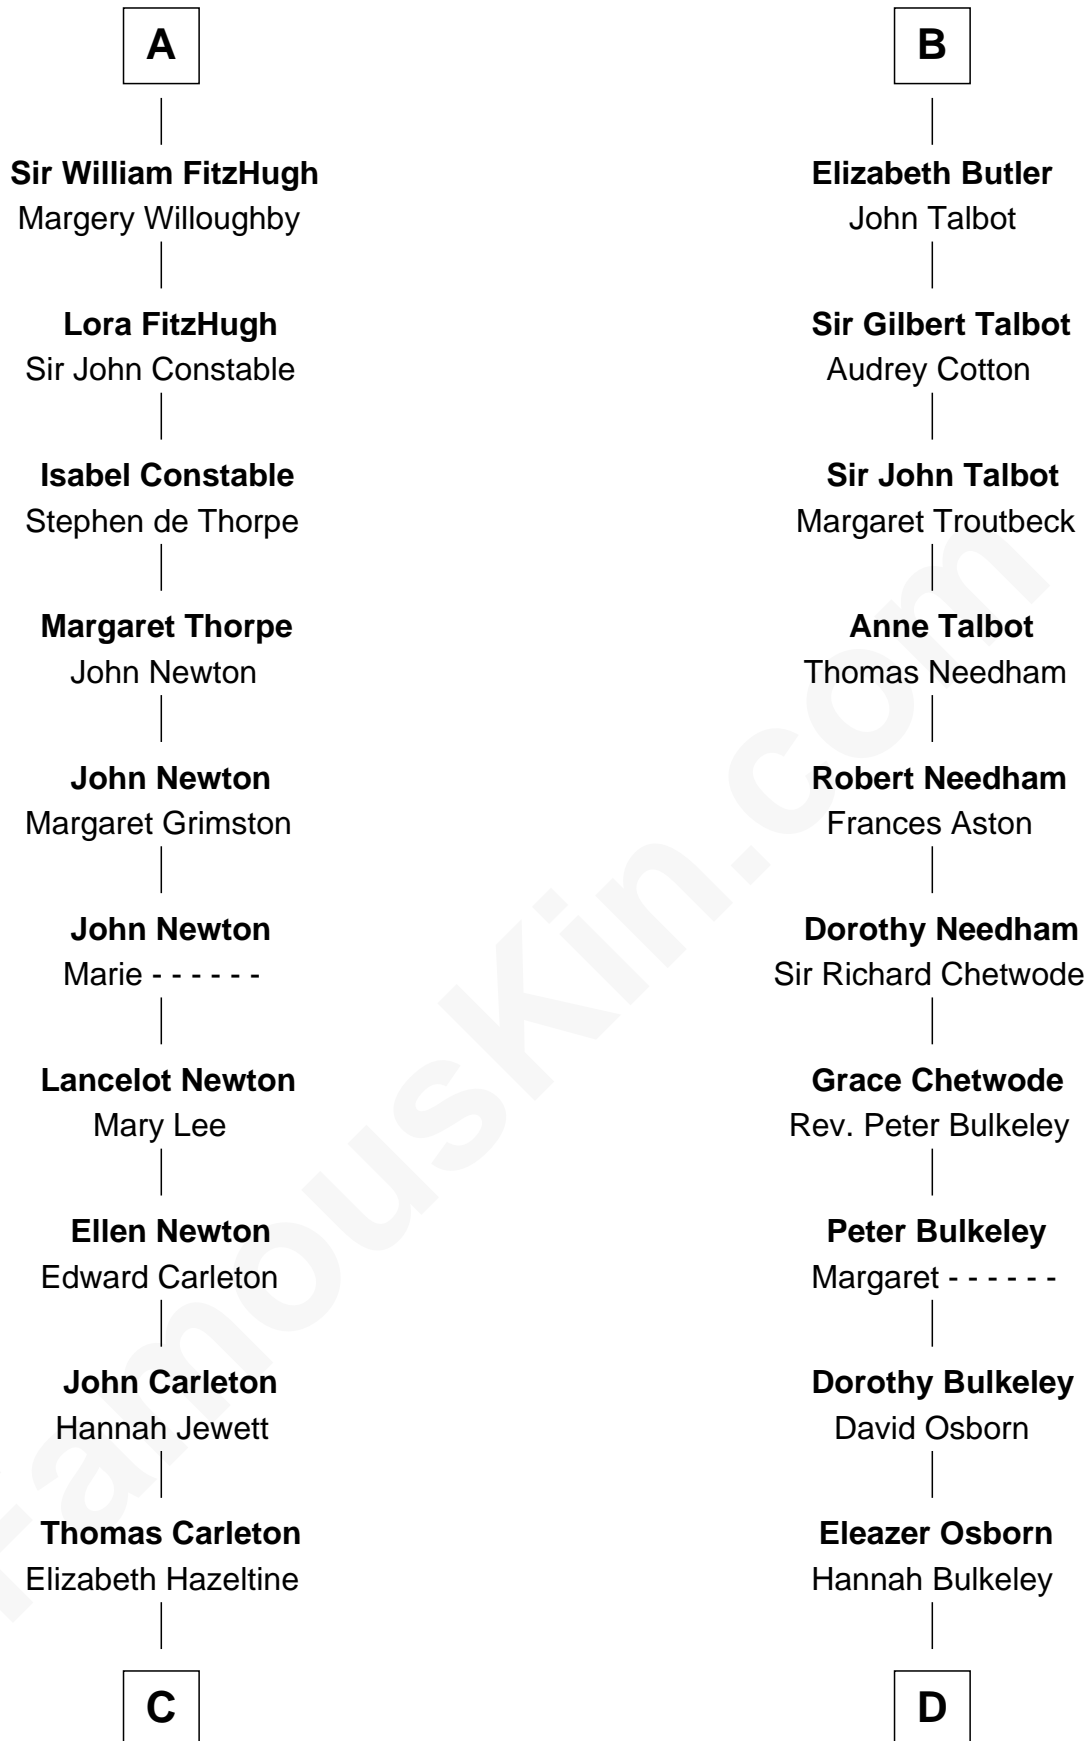 A
Sir William FitzHugh
Margery Willoughby
Lora FitzHugh
Sir John Constable
Isabel Constable
Stephen de Thorpe
Margaret Thorpe
John Newton
John Newton
Margaret Grimston
John Newton
Marie - - - - - -
Lancelot Newton
Mary Lee
Ellen Newton
Edward Carleton
John Carleton
Hannah Jewett
Thomas Carleton
Elizabeth Hazeltine
C
B
Elizabeth Butler
John Talbot
Sir Gilbert Talbot
Audrey Cotton
Sir John Talbot
Margaret Troutbeck
Anne Talbot
Thomas Needham
Robert Needham
Frances Aston
Dorothy Needham
Sir Richard Chetwode
Grace Chetwode
Rev. Peter Bulkeley
Peter Bulkeley
Margaret - - - - - -
Dorothy Bulkeley
David Osborn
Eleazer Osborn
Hannah Bulkeley
D
FamousKin.com